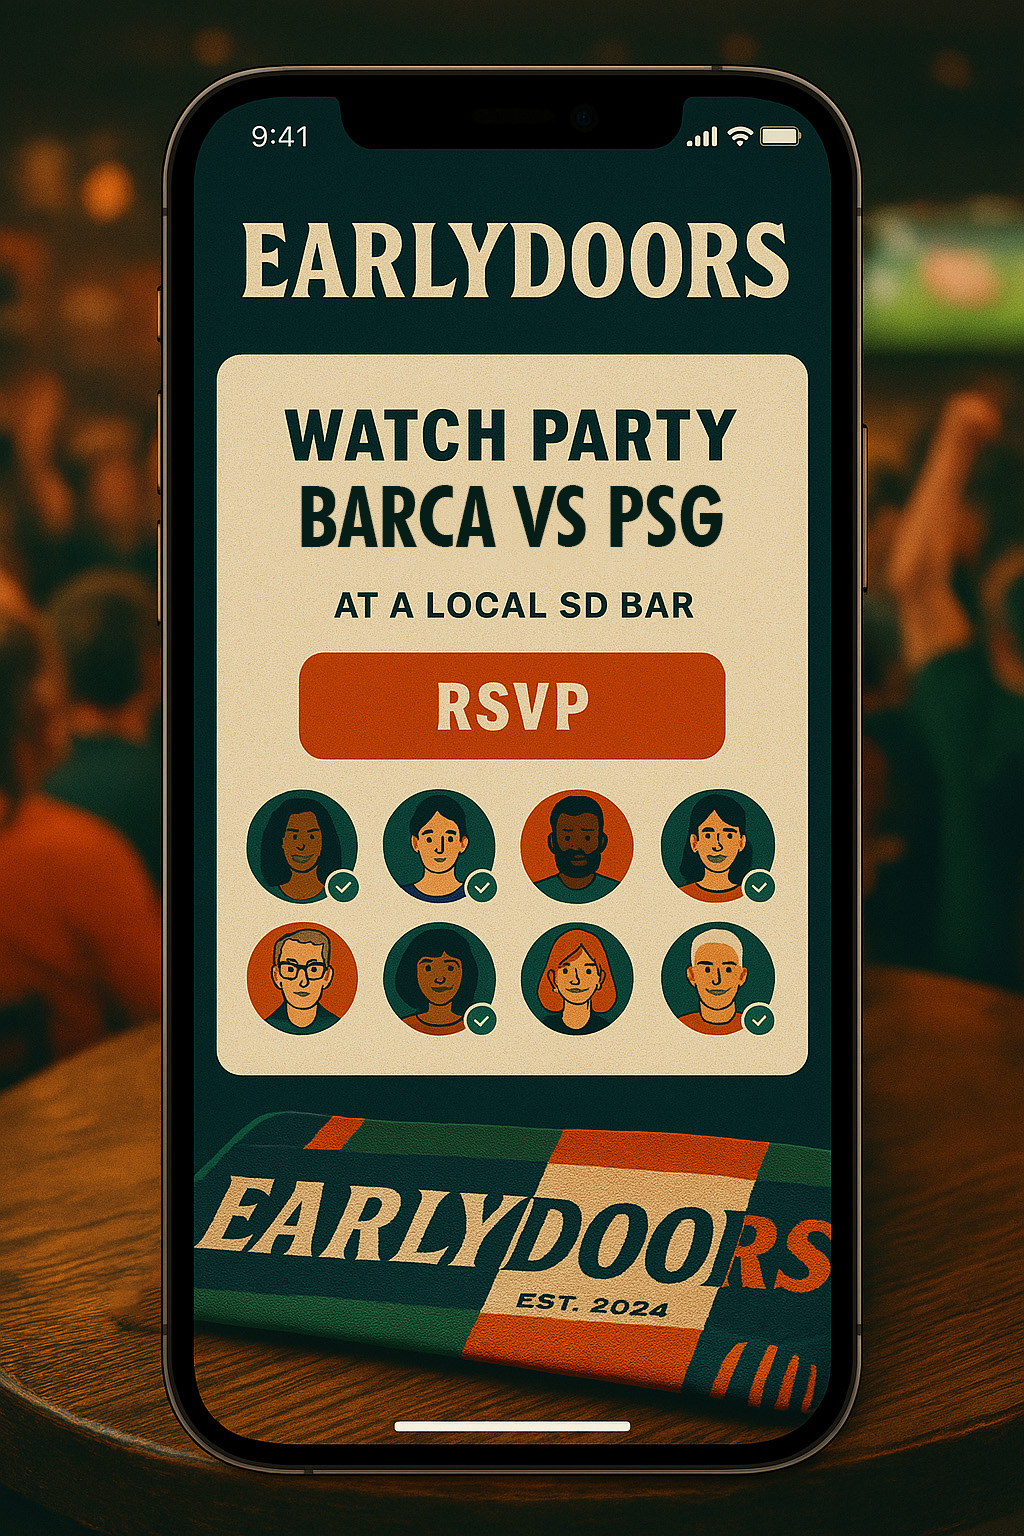 9:41
EARLYDOORS
WATCH PARTY
BARCA VS PSG
AT A LOCAL SD BAR
RSVP
EARLYDOORS
EST. 2024